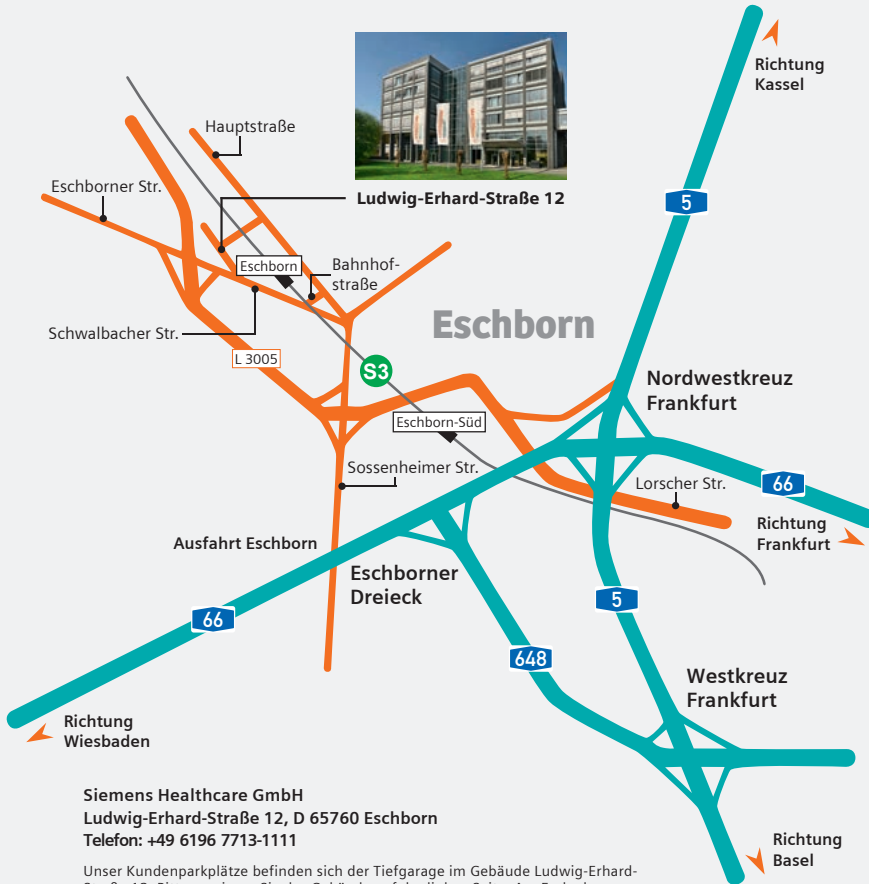 Richtung
Kassel
Hauptstraße
5
Eschborner Str.
Ludwig-Erhard-Straße 12
Eschborn
Bahnhof-
straße
Eschborn
Schwalbacher Str.
L 3005
S3
Nordwestkreuz
Frankfurt
Eschborn-Süd
Sossenheimer Str.
Lorscher Str.
66
Richtung
Frankfurt
Ausfahrt Eschborn
Eschborner
Dreieck
5
66
648
Westkreuz
Frankfurt
Richtung
Wiesbaden
Siemens Healthcare GmbH
Ludwig-Erhard-Straße 12, D 65760 Eschborn
Telefon: +49 6196 7713-1111
Richtung
Basel
Unser Kundenparkplätze befinden sich der Tiefgarage im Gebäude Ludwig-Erhard-